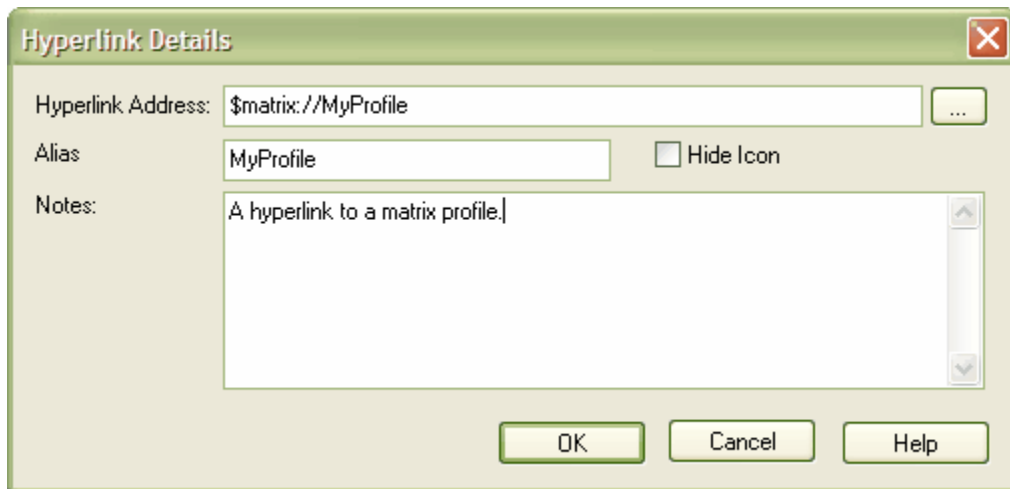 Hyperlink Details
Hyperlink Address: $matrix://MyProfile ...
Alias MyProfile Hide Icon
Notes: A hyperlink to a matrix profile.
OK Cancel Help